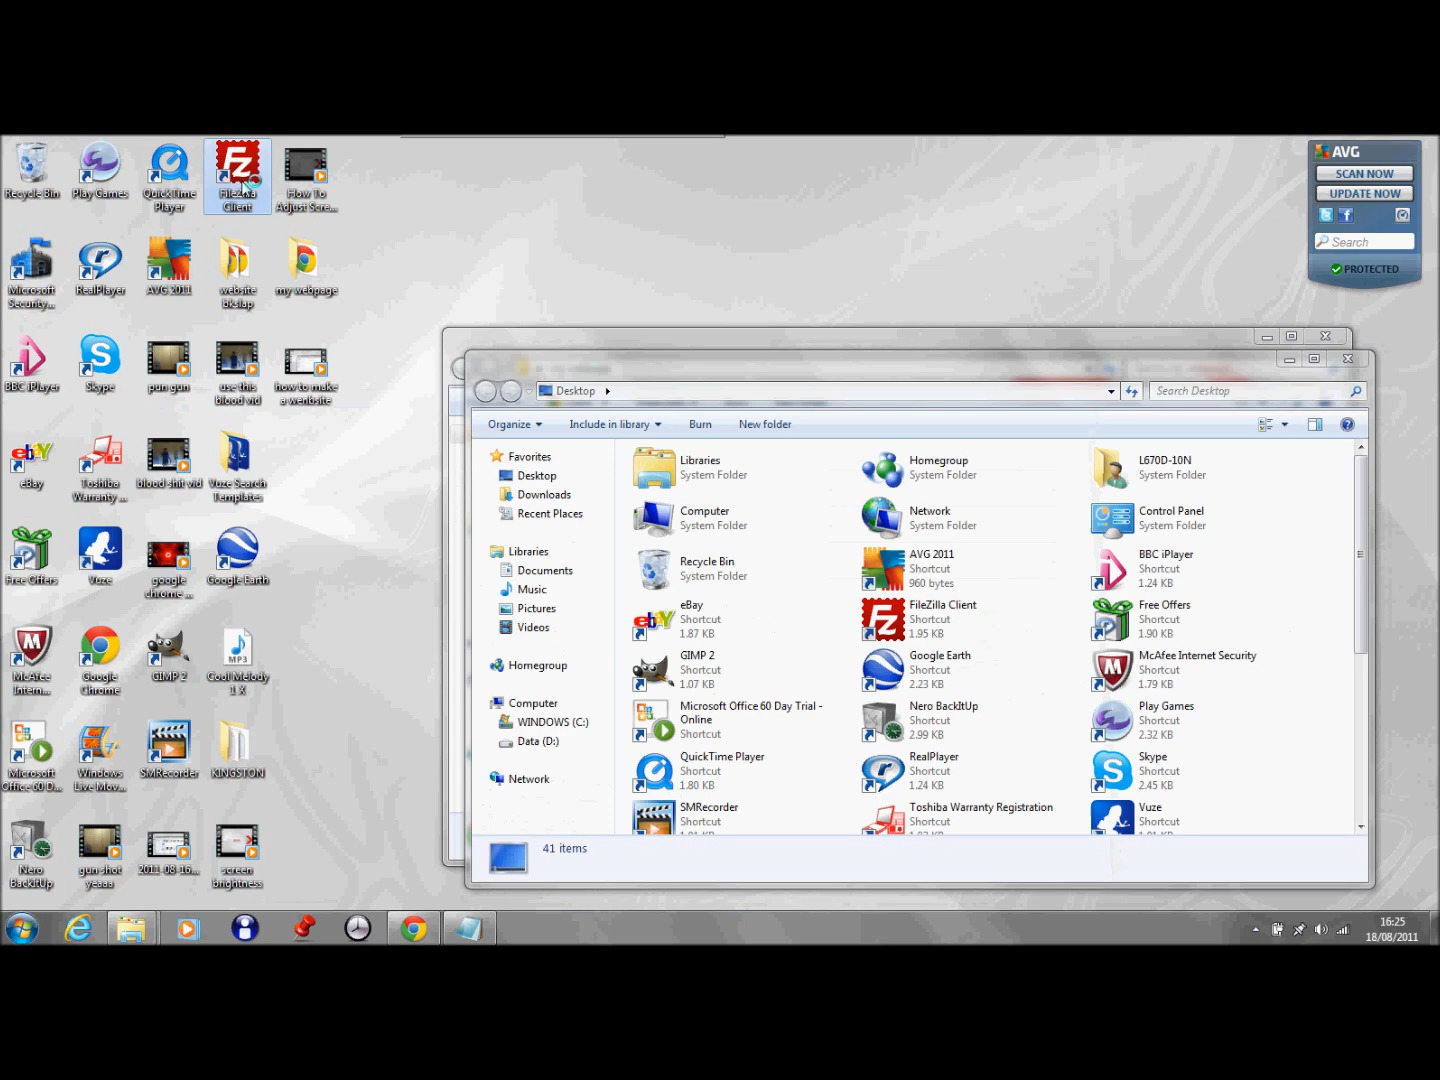 Recycle Bin
Play Games
QuickTime
Player
FileZilla
Client
How To
Adjust Scre...
Microsoft
Security...
RealPlayer
AVG 2011
website
bkslap
my webpage
BBC iPlayer
Skype
pun gun
use this
blood vid
how to make
a wenbsite
eBay
Toshiba
Warranty ...
blood shit vid
Vuze Search
Templates
Free Offers
Vuze
google
chrome ...
Google Earth
McAfee
Intern...
Google
Chrome
GIMP 2
Cool Melody
1 X
MP3
Microsoft
Office 60 D...
Windows
Live Mov...
SMRecorder
KINGSTON
Nero
BackItUp
gun shot
yeaaa
2011-08-16...
screen
brightness
AVG
SCAN NOW
UPDATE NOW
Search
PROTECTED
Desktop
Search Desktop
Organize
Include in library
Burn
New folder
Favorites
Desktop
Downloads
Recent Places
Libraries
Documents
Music
Pictures
Videos
Homegroup
Computer
WINDOWS (C:)
Data (D:)
Network
Libraries
System Folder
Homegroup
System Folder
L670D-10N
System Folder
Computer
System Folder
Network
System Folder
Control Panel
System Folder
Recycle Bin
System Folder
AVG 2011
Shortcut
960 bytes
BBC iPlayer
Shortcut
1.24 KB
eBay
Shortcut
1.87 KB
FileZilla Client
Shortcut
1.95 KB
Free Offers
Shortcut
1.90 KB
GIMP 2
Shortcut
1.07 KB
Google Earth
Shortcut
2.23 KB
McAfee Internet Security
Shortcut
1.79 KB
Microsoft Office 60 Day Trial -
Online
Shortcut
Nero BackItUp
Shortcut
2.99 KB
Play Games
Shortcut
2.32 KB
QuickTime Player
Shortcut
1.80 KB
RealPlayer
Shortcut
1.24 KB
Skype
Shortcut
2.45 KB
SMRecorder
Shortcut
Toshiba Warranty Registration
Shortcut
Vuze
Shortcut
41 items
16:25
18/08/2011